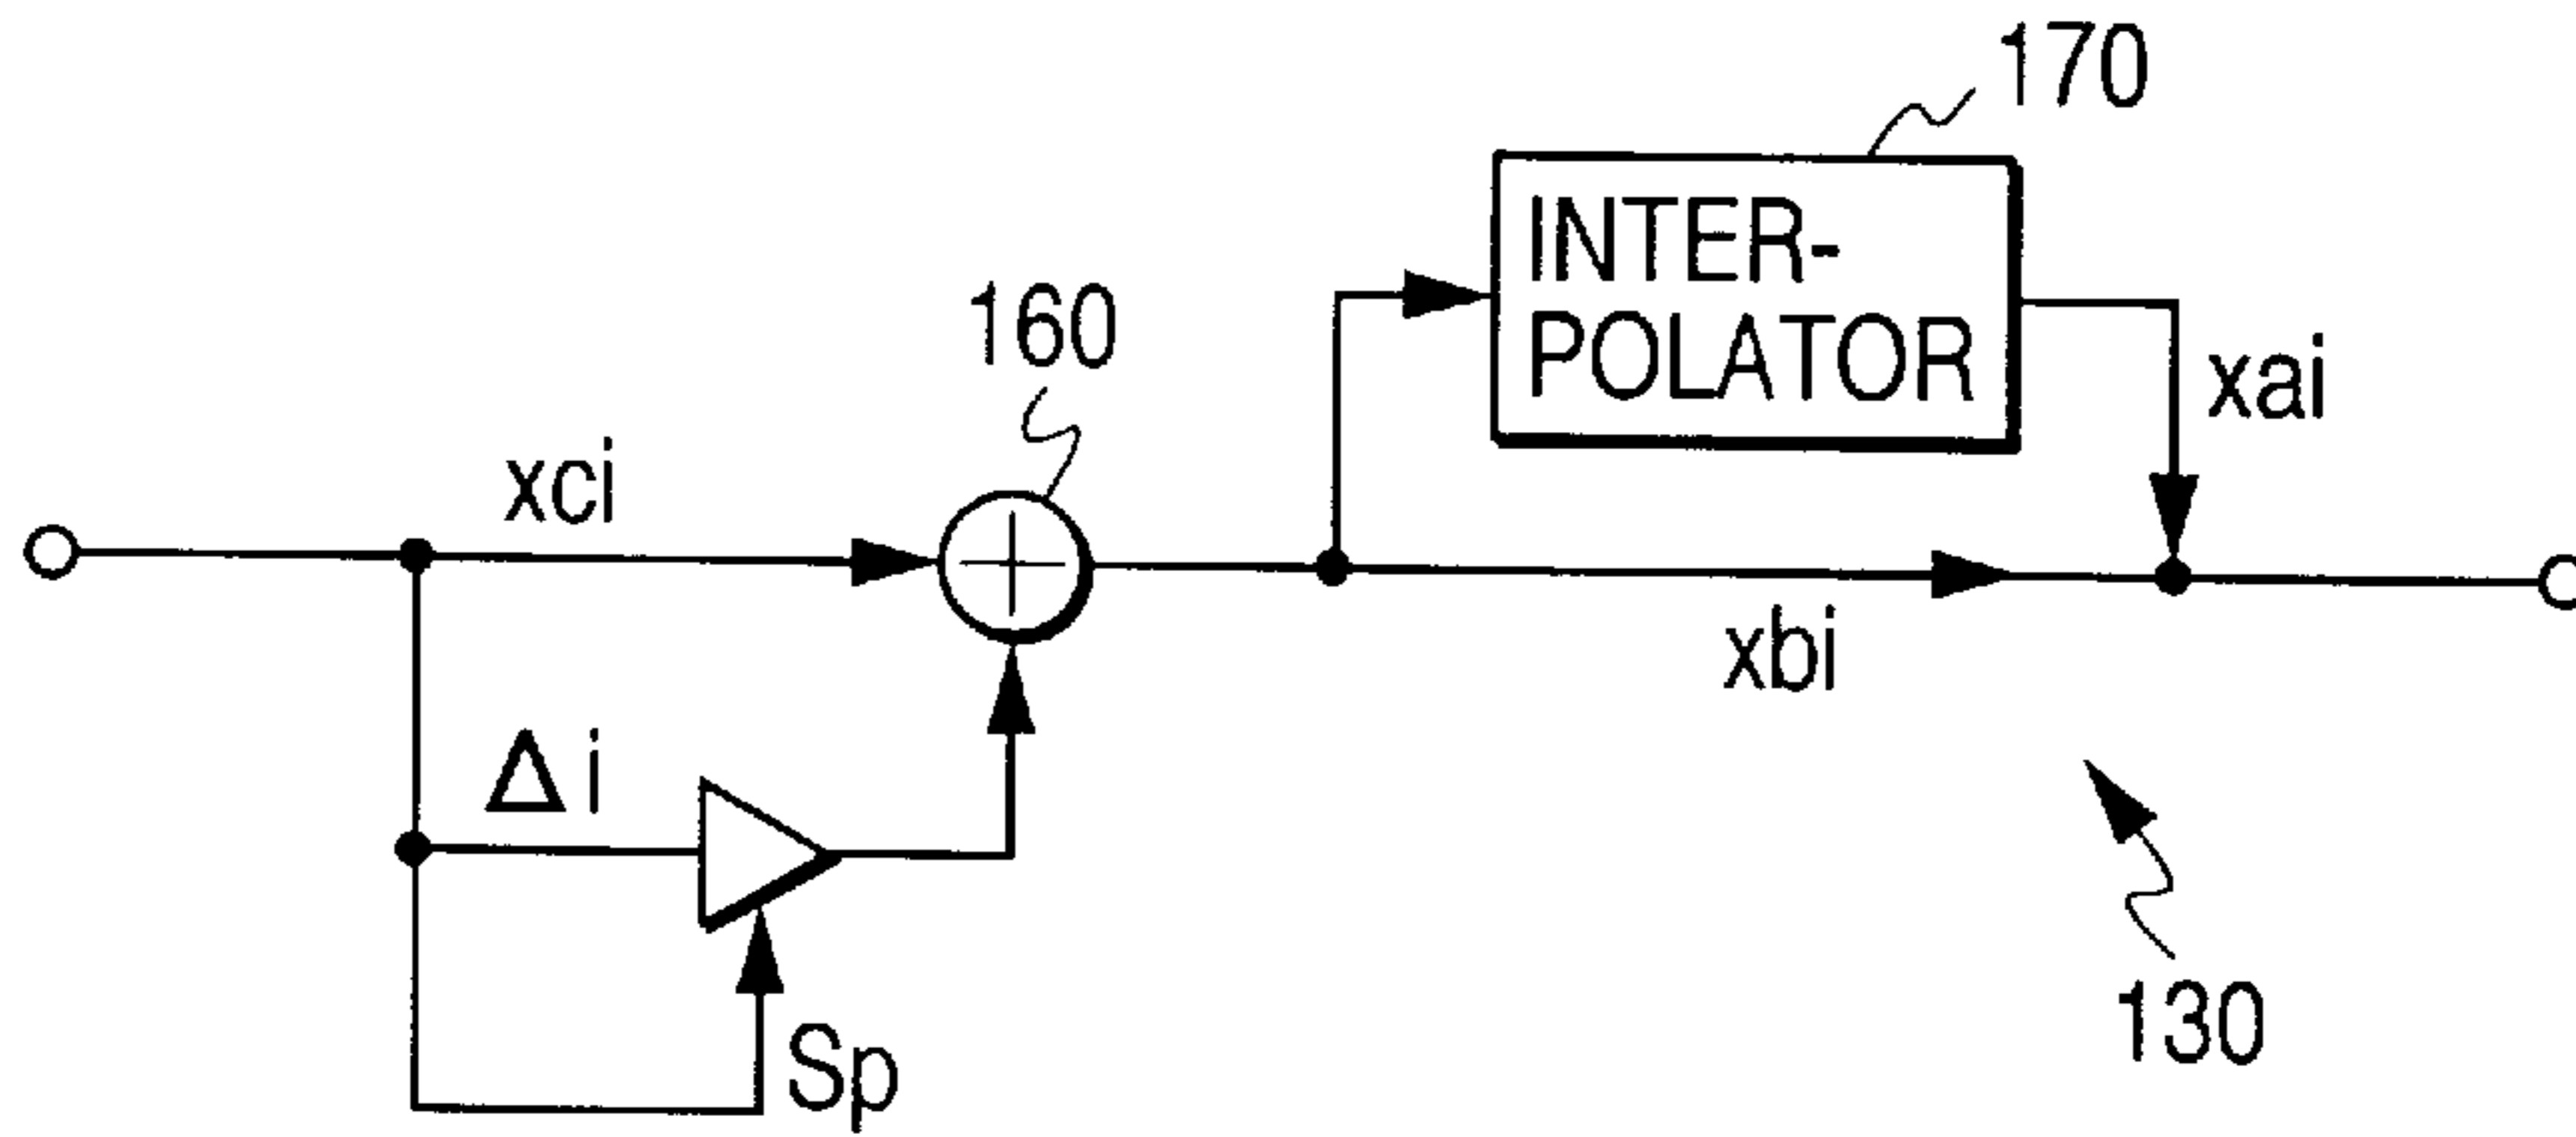 170
INTER-
POLATOR
160
xai
xci
xbi
Δi
Sp
130